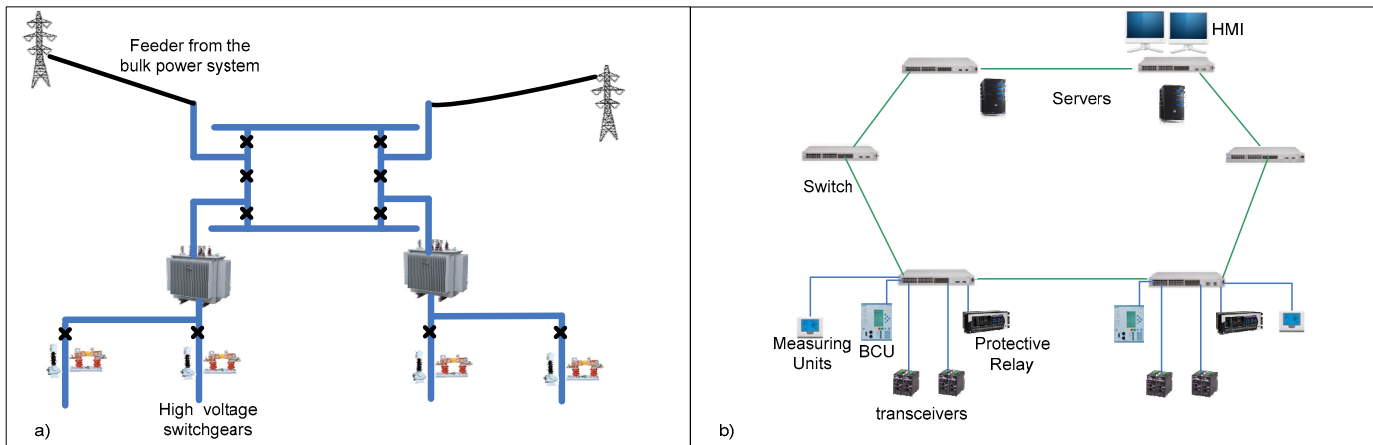 Feeder from the
bulk power system
High voltage
switchgears
a)
HMI
Servers
Switch
Measuring
Units
BCU
Protective
Relay
transceivers
b)